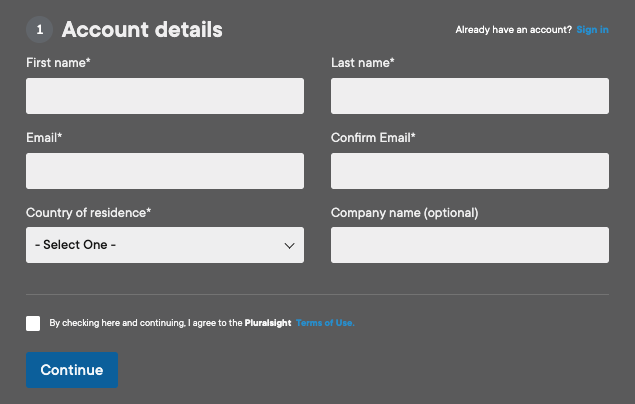 1 Account details
Already have an account? Sign in
First name*
Last name*
Email*
Confirm Email*
Country of residence*
Company name (optional)
- Select One -
By checking here and continuing, I agree to the Pluralsight Terms of Use.
Continue